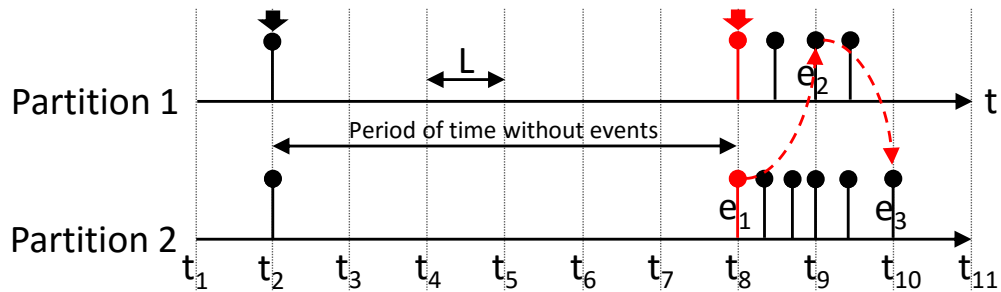 L
e2
Partition 1
t
Period of time without events
e1
e3
Partition 2
t1 t2 t3 t4 t5 t6 t7 t8 t9 t10 t11